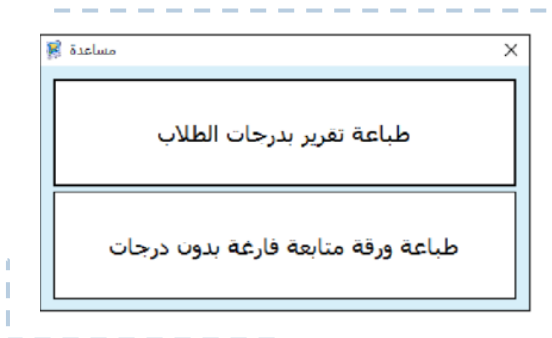 مساعدة
طباعة تقرير بدرجات الطلاب
طباعة ورقة متابعة فارغة بدون درجات